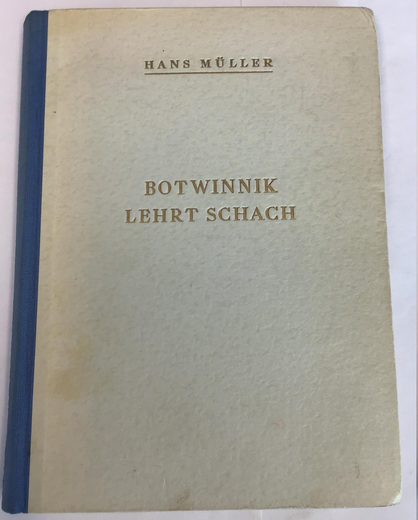 HANS MÜLLER
BOTWINNIK
LEHRT SCHACH